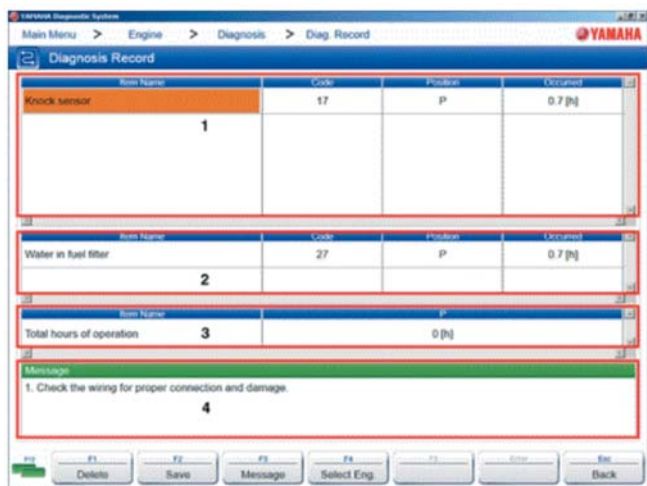 YAMAHA Diagnostic System
Main Menu > Engine > Diagnosis > Diag. Record
YAMAHA
Diagnosis Record
Item Name Code Position Occurred
Knock sensor 17 P 0.7 [h]
1
Item Name Code Position Occurred
Water in fuel filter 27 P 0.7 [h]
2
Item Name P
Total hours of operation 3 0 [h]
Message
1. Check the wiring for proper connection and damage.
4
F10 F1 F2 F3 F4 F5 Enter Esc
Delete Save Message Select Eng. Back